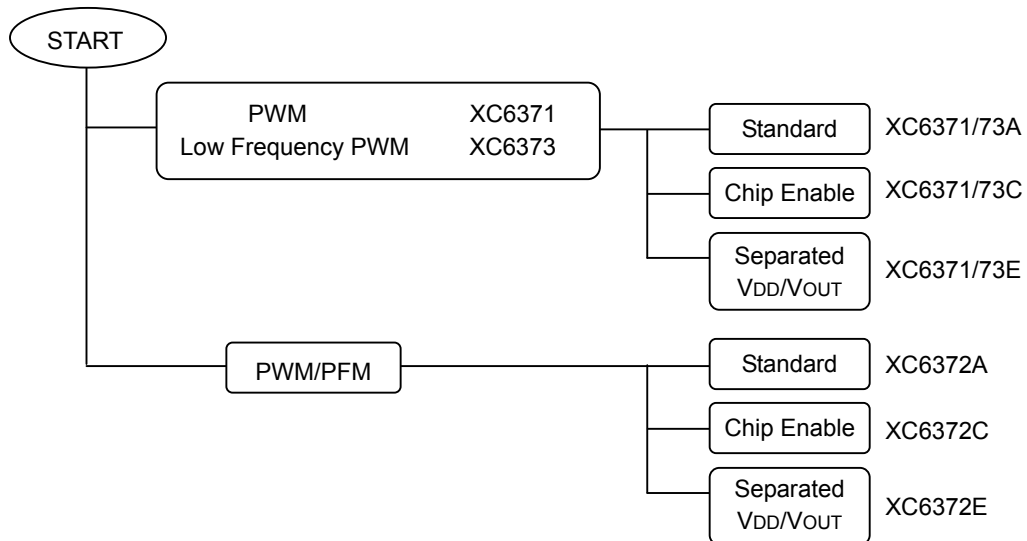 START
PWM XC6371
Low Frequency PWM XC6373
Standard XC6371/73A
Chip Enable XC6371/73C
Separated
VDD/VOUT XC6371/73E
PWM/PFM
Standard XC6372A
Chip Enable XC6372C
Separated
VDD/VOUT XC6372E